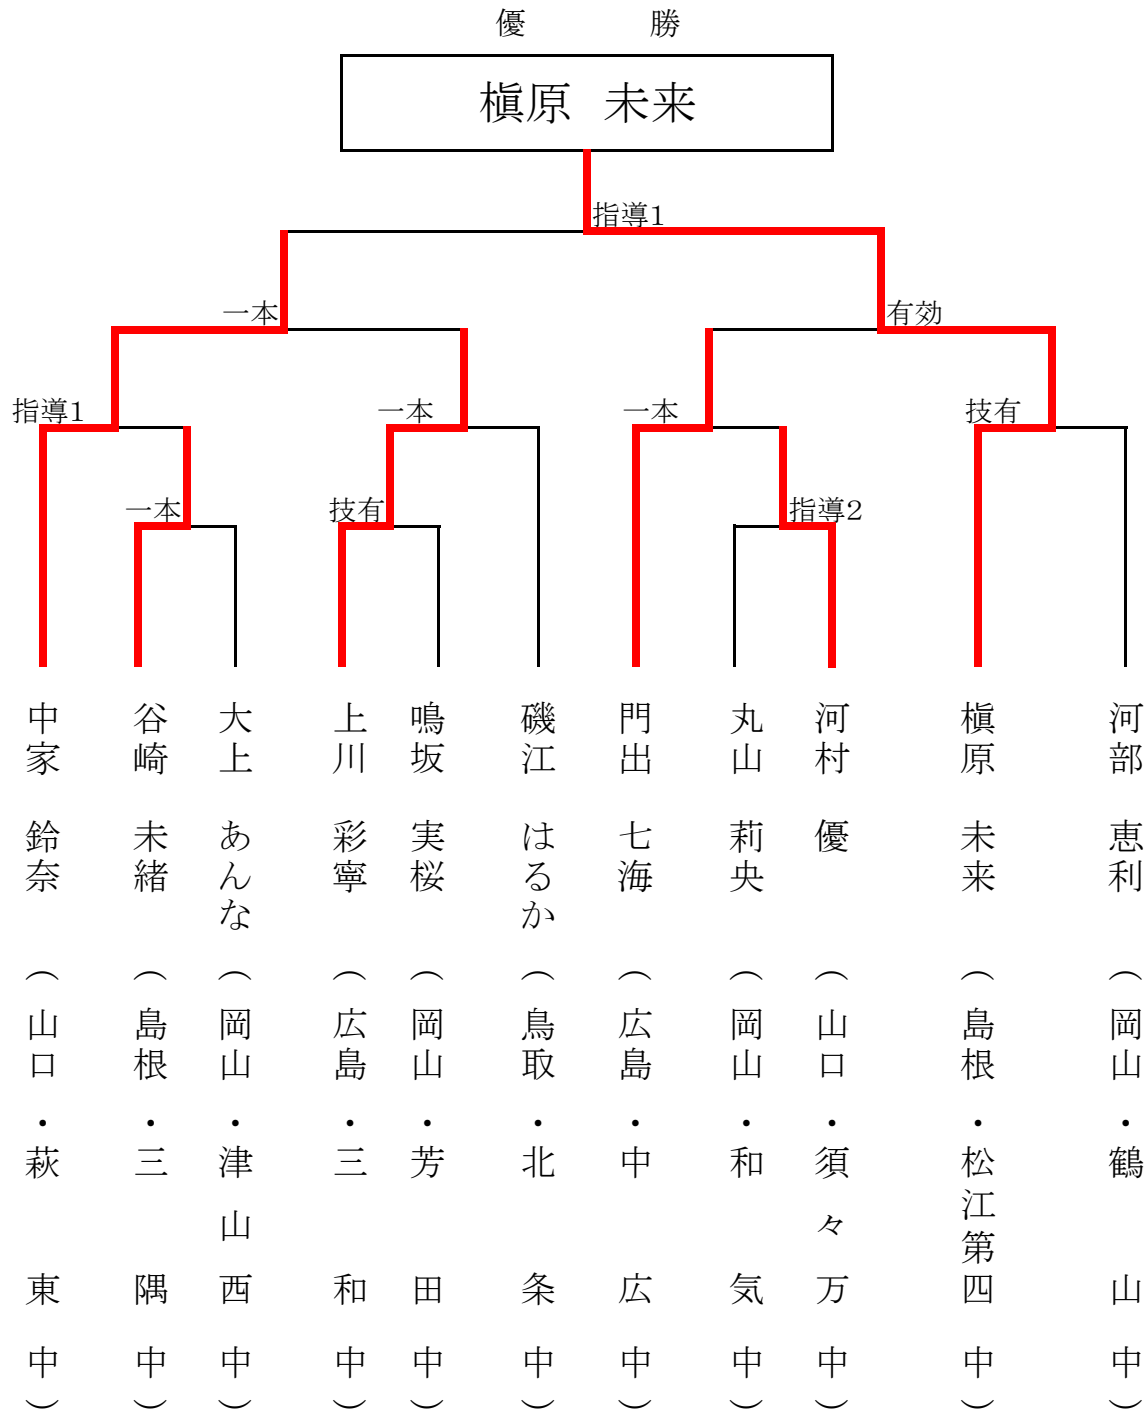 優 勝
槇原 未来
指導1
一本
有効
指導1
一本
一本
技有
一本
技有
指導2
中家 鈴奈 (山口・萩東中)
谷崎 未緒 (島根・三隅中)
大上 あんな (岡山・津山西中)
上川 彩寧 (広島・三和中)
鳴坂 実桜 (岡山・芳田中)
磯江 はるか (鳥取・北条中)
門出 七海 (広島・中広中)
丸山 莉央 (岡山・和気中)
河村 優 (山口・須々万中)
槇原 未来 (島根・松江第四中)
河部 恵利 (岡山・鶴山中)